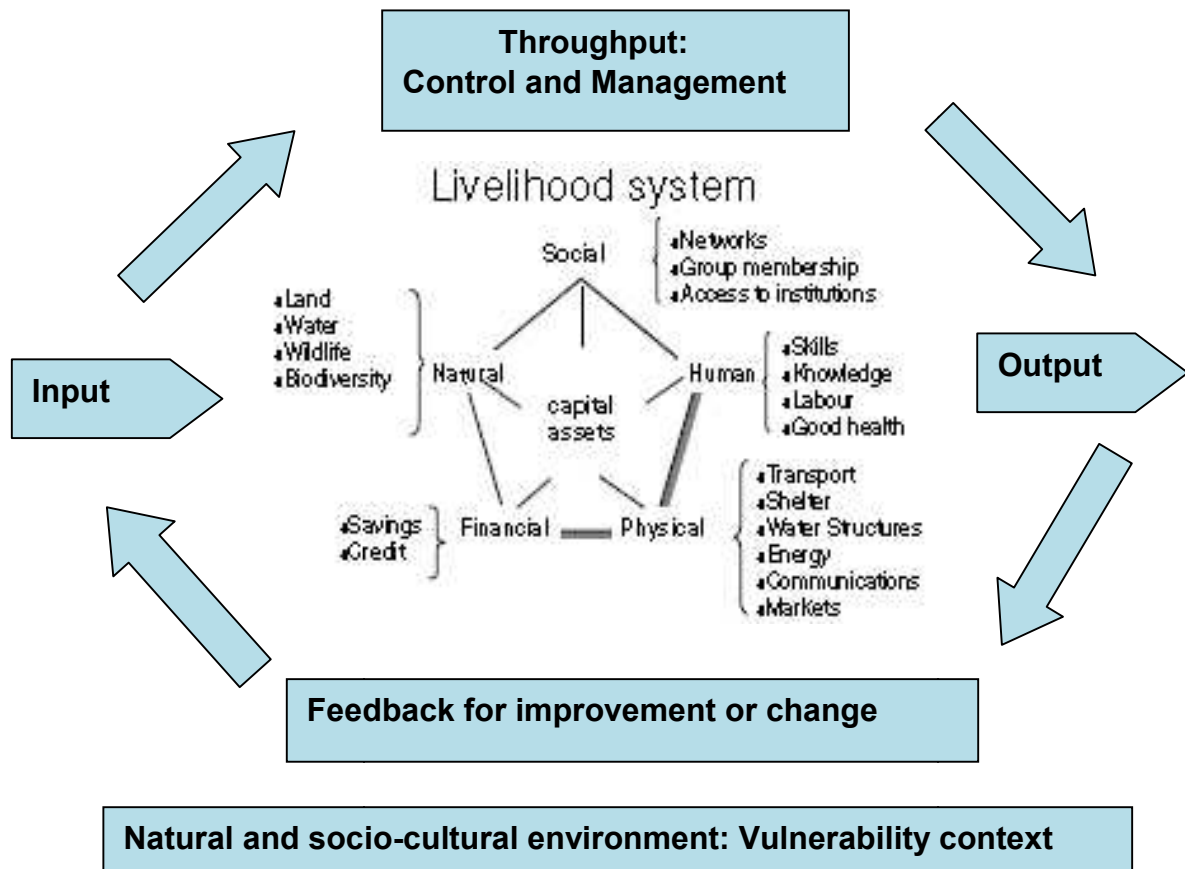 Throughput:
Control and Management
Livelihood system
Social
Networks
Group membership
Access to institutions
Land
Water
Wildlife
Biodiversity
Natural
Human
Skills
Knowledge
Labour
Good health
Input
Output
capital
assets
Savings
Credit
Financial
Physical
Transport
Shelter
Water Structures
Energy
Communications
Markets
Feedback for improvement or change
Natural and socio-cultural environment: Vulnerability context